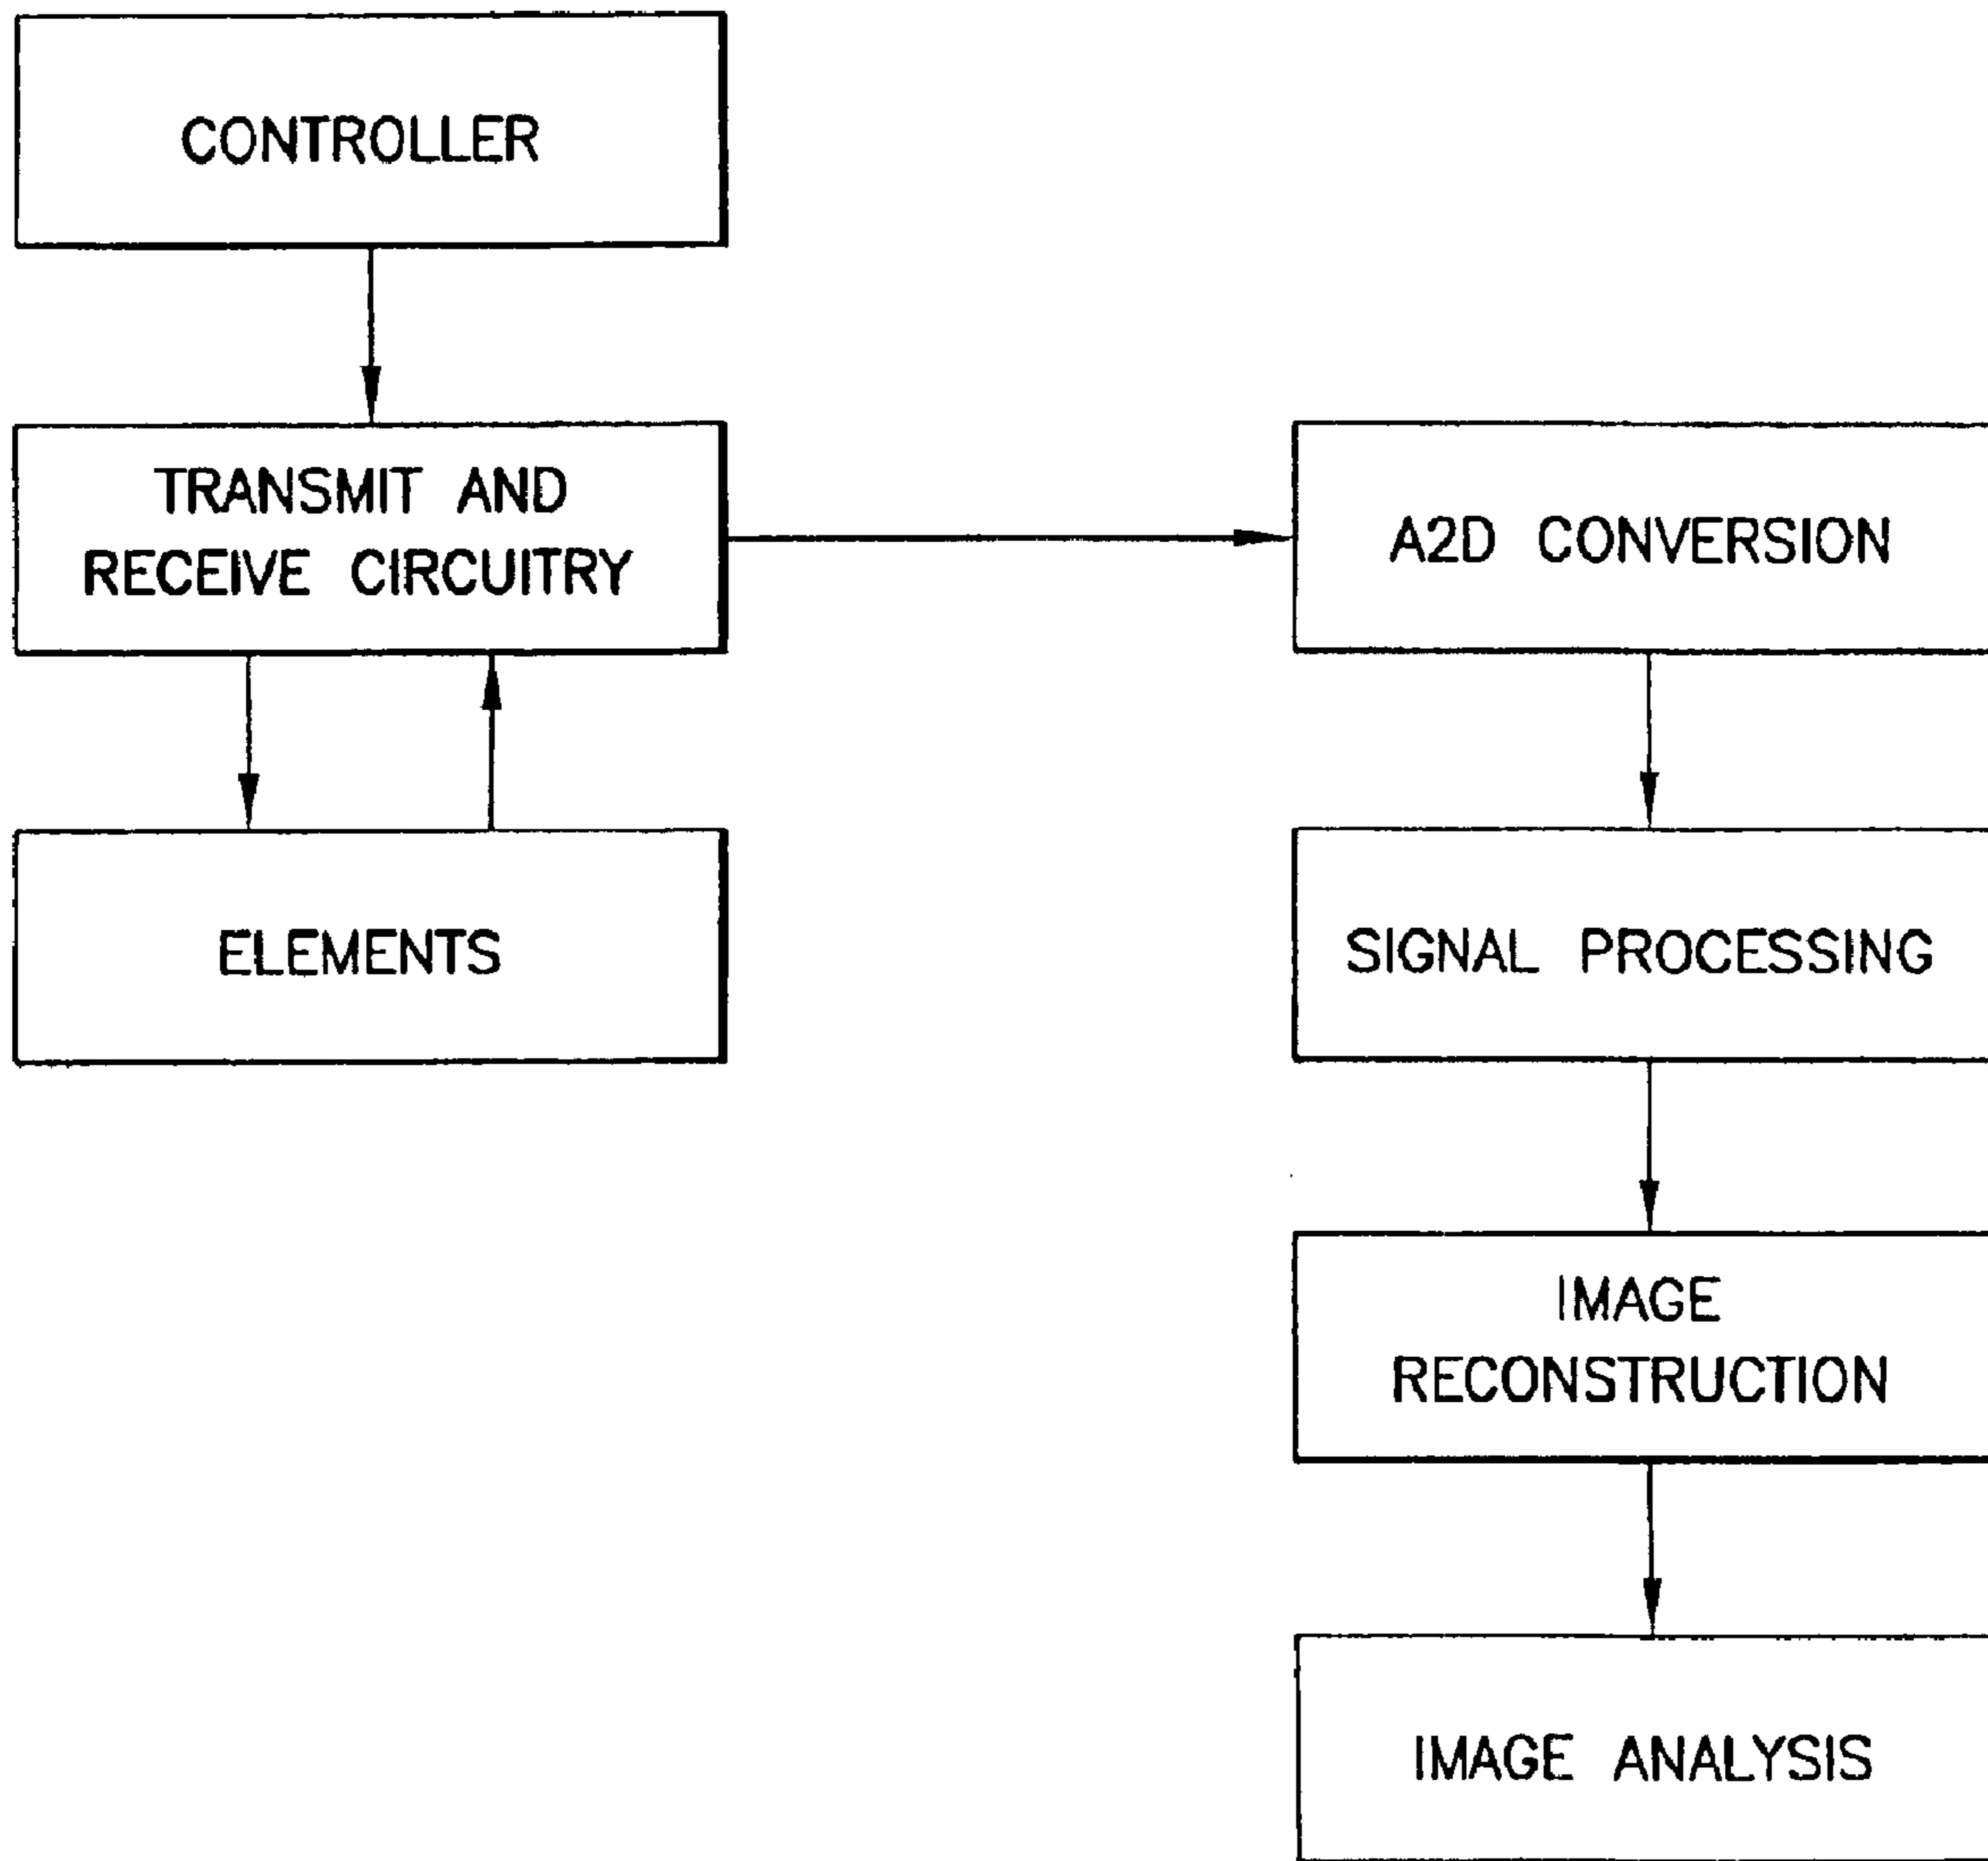 CONTROLLER
TRANSMIT AND
RECEIVE CIRCUITRY
A2D CONVERSION
ELEMENTS
SIGNAL PROCESSING
IMAGE
RECONSTRUCTION
IMAGE ANALYSIS